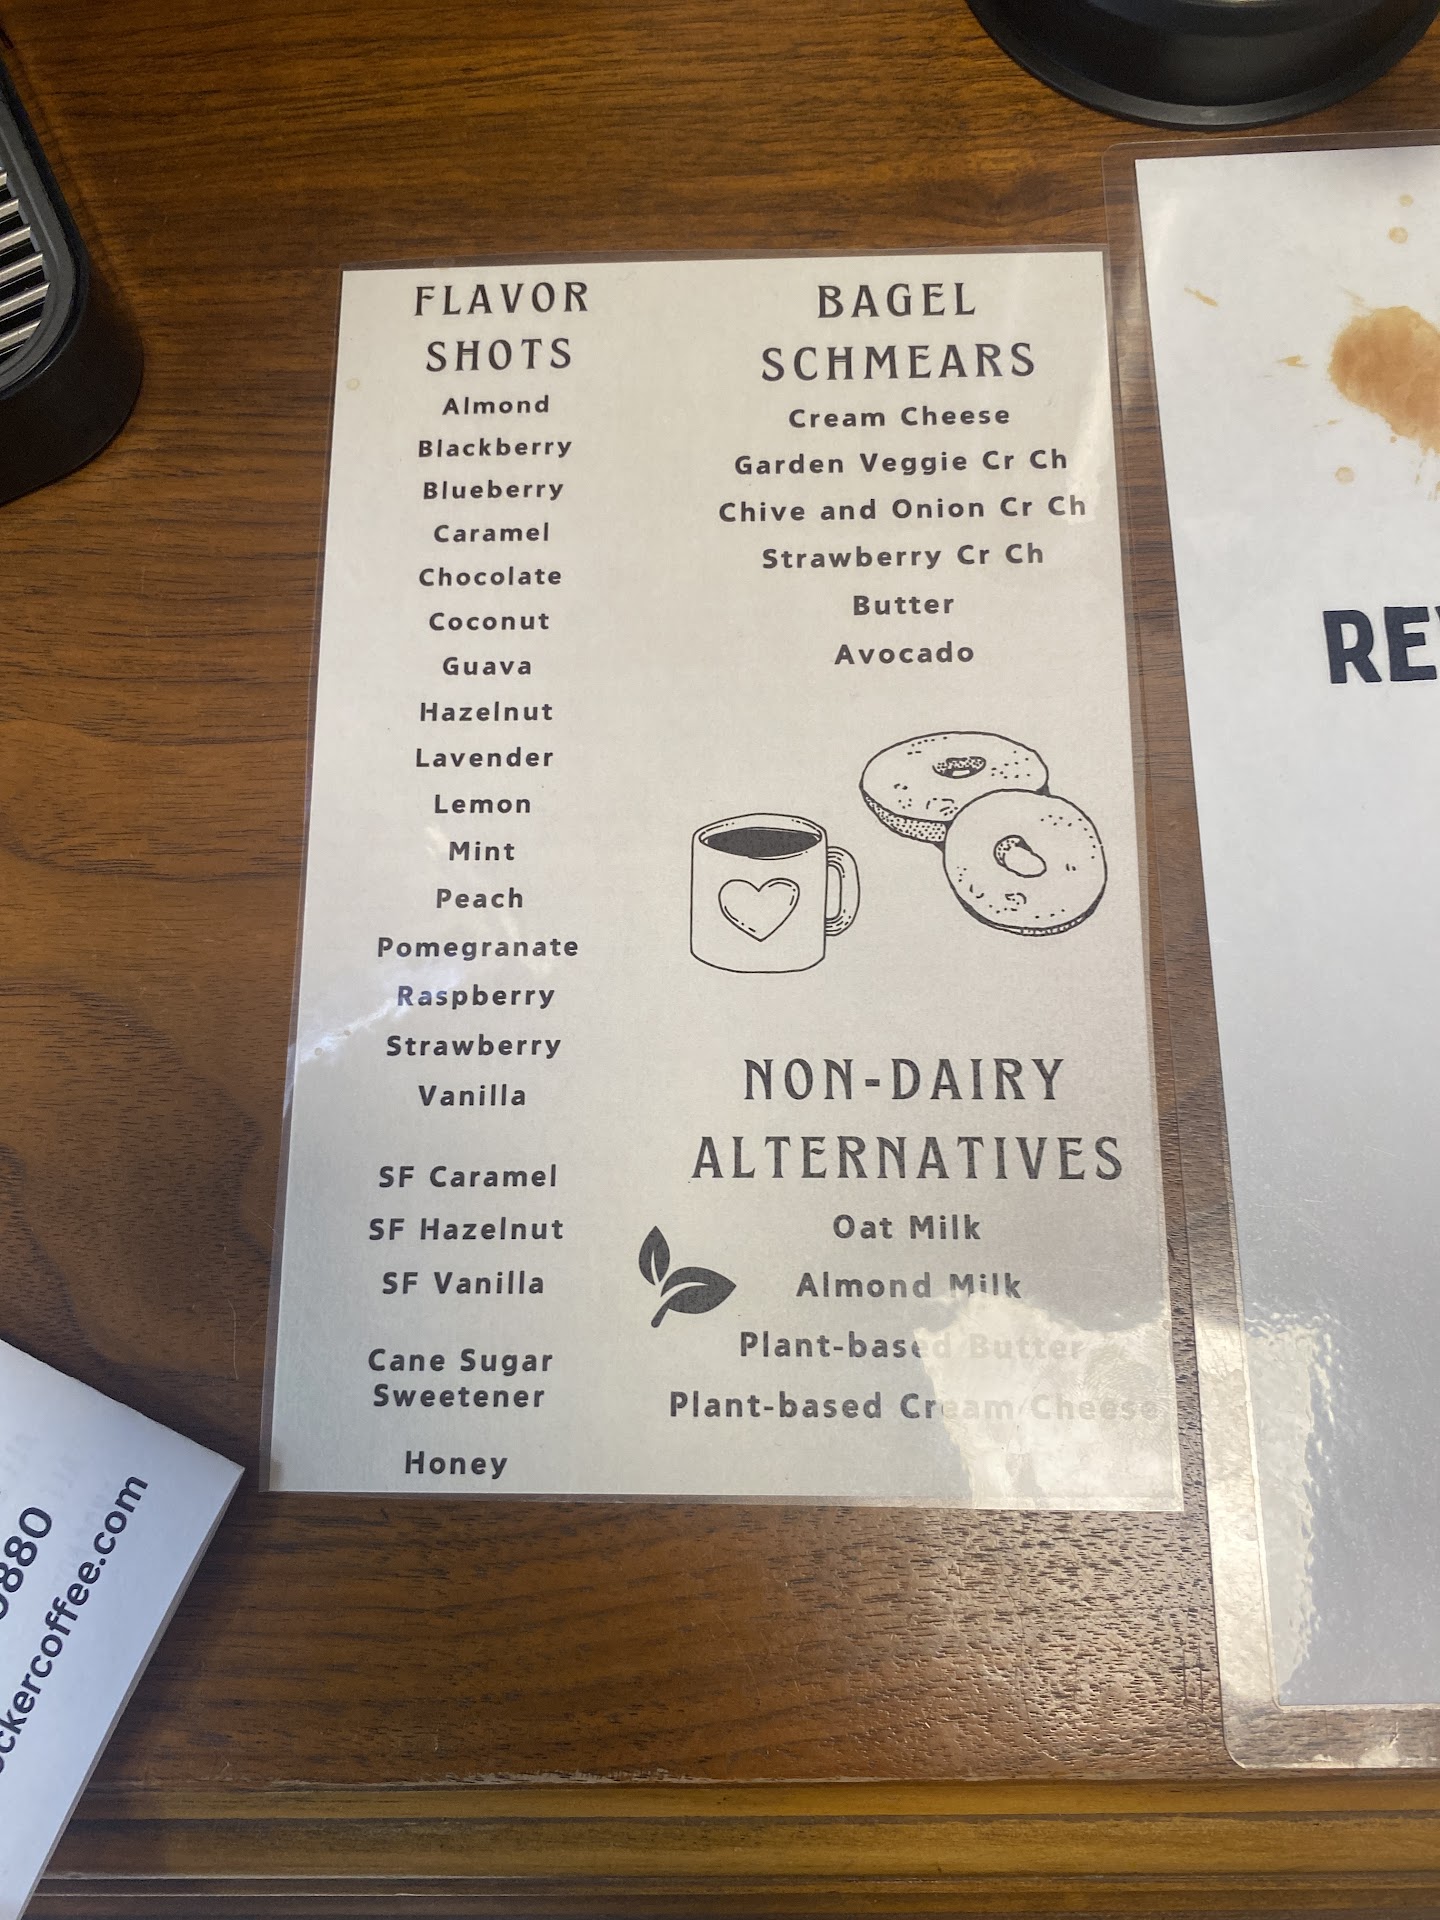 FLAVOR
SHOTS
Almond
Blackberry
Blueberry
Caramel
Chocolate
Coconut
Guava
Hazelnut
Lavender
Lemon
Mint
Peach
Pomegranate
Raspberry
Strawberry
Vanilla
SF Caramel
SF Hazelnut
SF Vanilla
Cane Sugar
Sweetener
Honey
BAGEL
SCHMEARS
Cream Cheese
Garden Veggie Cr Ch
Chive and Onion Cr Ch
Strawberry Cr Ch
Butter
Avocado
NON-DAIRY
ALTERNATIVES
Oat Milk
Almond Milk
Plant-based Butter
Plant-based Cream Cheese